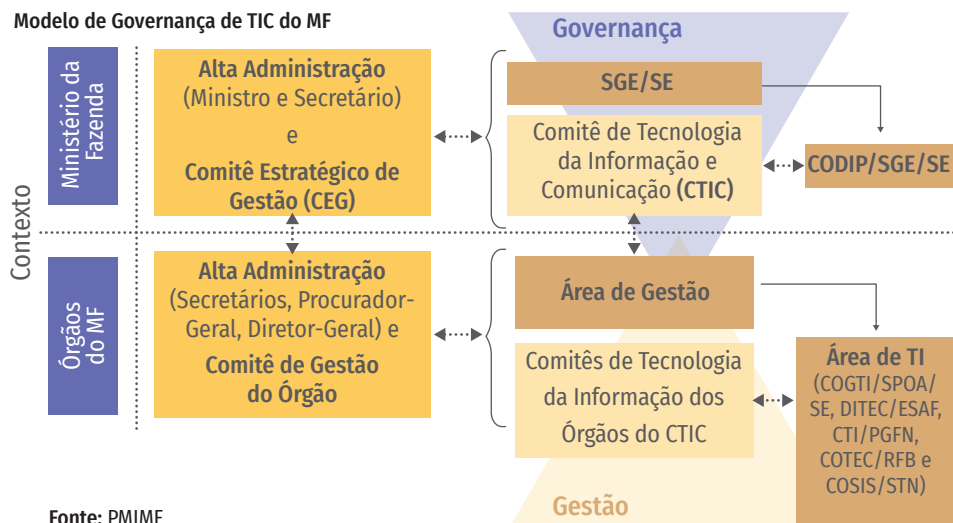 Modelo de Governança de TIC do MF
Governança
Contexto
Ministério da
Fazenda
Alta Administração
(Ministro e Secretário)
e
Comitê Estratégico de
Gestão (CEG)
SGE/SE
Comitê de Tecnologia
da Informação e
Comunicação (CTIC)
CODIP/SGE/SE
Órgãos
do MF
Alta Administração
(Secretários, Procurador-
Geral, Diretor-Geral) e
Comitê de Gestão
do Órgão
Área de Gestão
Comitês de Tecnologia
da Informação dos
Órgãos do CTIC
Área de TI
(COGTI/SPOA/
SE, DITEC/ESAF,
CTI/PGFN,
COTEC/RFB e
COSIS/STN)
Gestão
Fonte: PMIMF